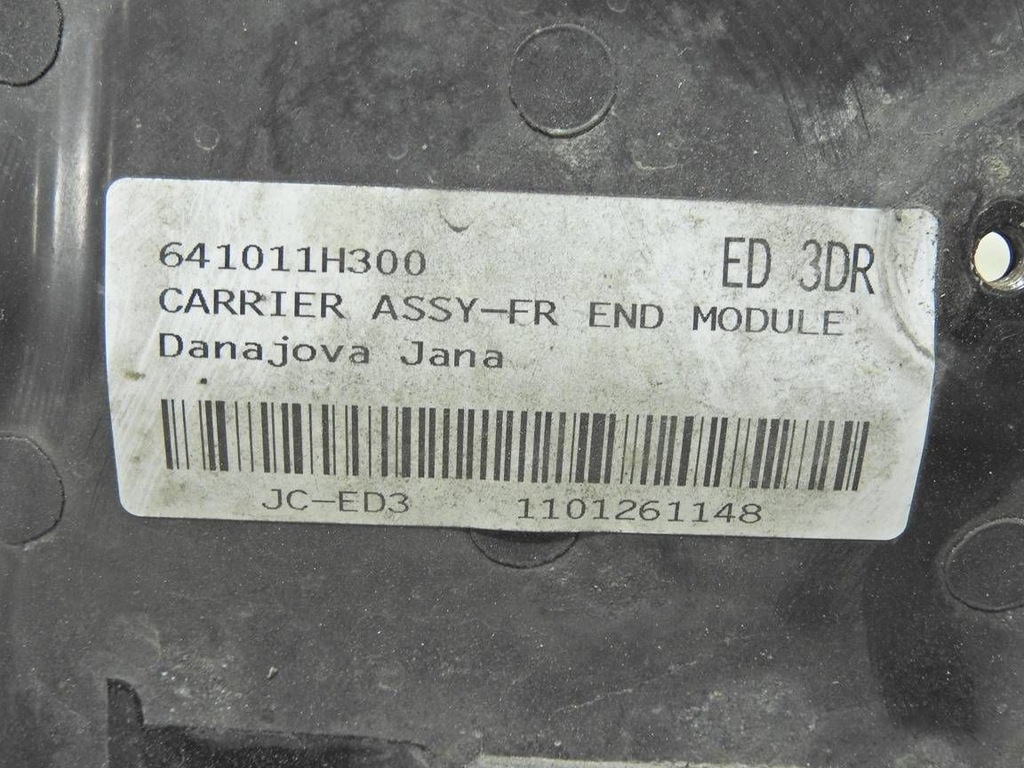 641011H300 ED 3DR
CARRIER ASSY-FR END MODULE
Danajova Jana
JC-ED3 1101261148